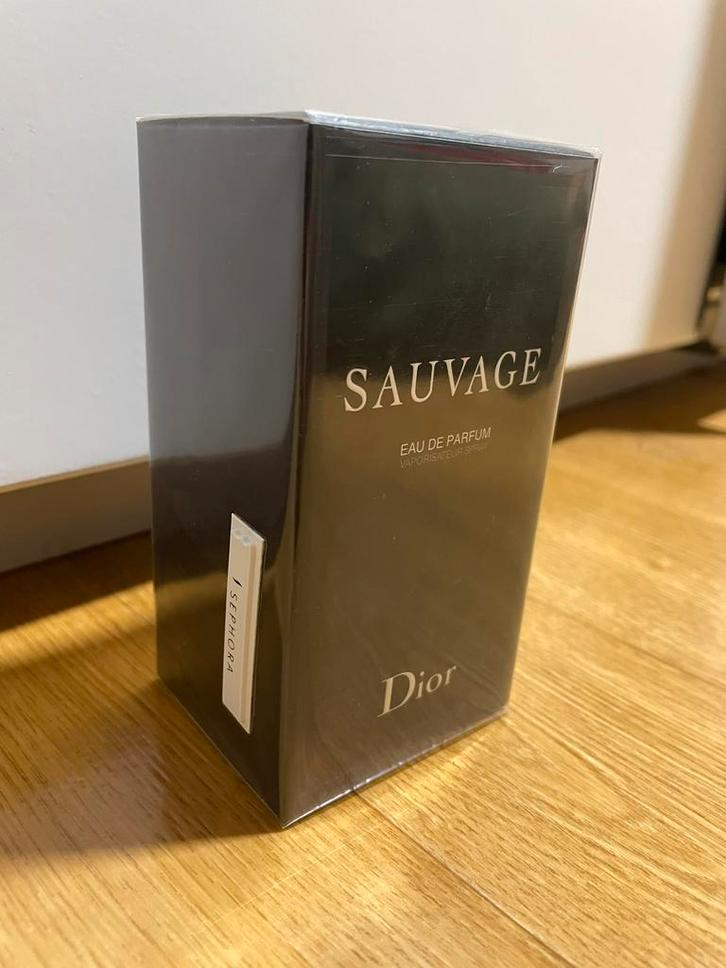 SAUVAGE
EAU DE PARFUM
VAPORISATEUR SPRAY
Dior
SEPHORA